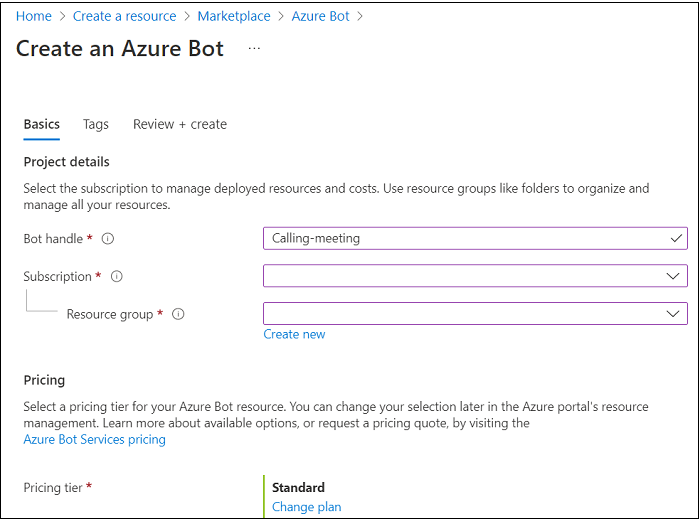 Home > Create a resource > Marketplace > Azure Bot >
Create an Azure Bot ...
Basics Tags Review + create
Project details
Select the subscription to manage deployed resources and costs. Use resource groups like folders to organize and
manage all your resources.
Bot handle * Calling-meeting
Subscription *
Resource group *
Create new
Pricing
Select a pricing tier for your Azure Bot resource. You can change your selection later in the Azure portal's resource
management. Learn more about available options, or request a pricing quote, by visiting the
Azure Bot Services pricing
Pricing tier * Standard
Change plan